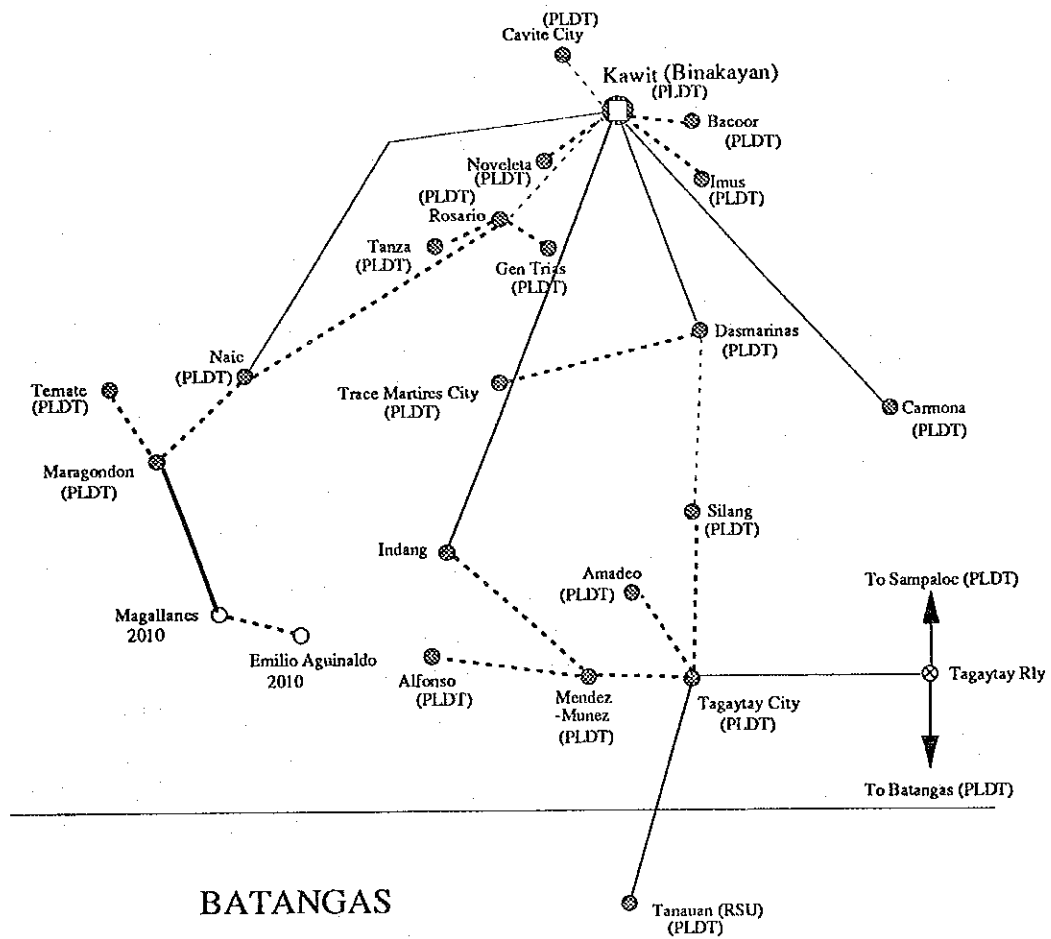 (PLDT)
Cavite City
Kawit (Binakayan)
(PLDT)
Bacoor
(PLDT)
Noveleta
(PLDT)
Imus
(PLDT)
(PLDT)
Rosario
Tanza
(PLDT)
Gen Trias
(PLDT)
Dasmarinas
(PLDT)
Naic
(PLDT)
Ternate
(PLDT)
Trace Martires City
(PLDT)
Carmona
(PLDT)
Maragondon
(PLDT)
Silang
(PLDT)
Indang
Amadeo
(PLDT)
To Sampaloc (PLDT)
Magallanes
2010
Emilio Aguinaldo
2010
Alfonso
(PLDT)
Mendez
-Munez
(PLDT)
Tagaytay City
(PLDT)
Tagaytay Rly
To Batangas (PLDT)
BATANGAS
Tanauan (RSU)
(PLDT)